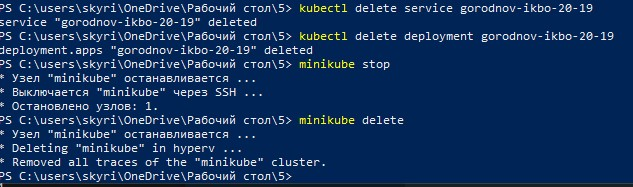 PS C:\users\skyri\OneDrive\Рабочий стол\5> kubectl delete service gorodnov-ikbo-20-19
service "gorodnov-ikbo-20-19" deleted
PS C:\users\skyri\OneDrive\Рабочий стол\5> kubectl delete deployment gorodnov-ikbo-20-19
deployment.apps "gorodnov-ikbo-20-19" deleted
PS C:\users\skyri\OneDrive\Рабочий стол\5> minikube stop
* Узел "minikube" останавливается ...
* Выключается "minikube" через SSH ...
* Остановлено узлов: 1.
PS C:\users\skyri\OneDrive\Рабочий стол\5> minikube delete
* Узел "minikube" останавливается ...
* Deleting "minikube" in hyperv ...
* Removed all traces of the "minikube" cluster.
PS C:\users\skyri\OneDrive\Рабочий стол\5>